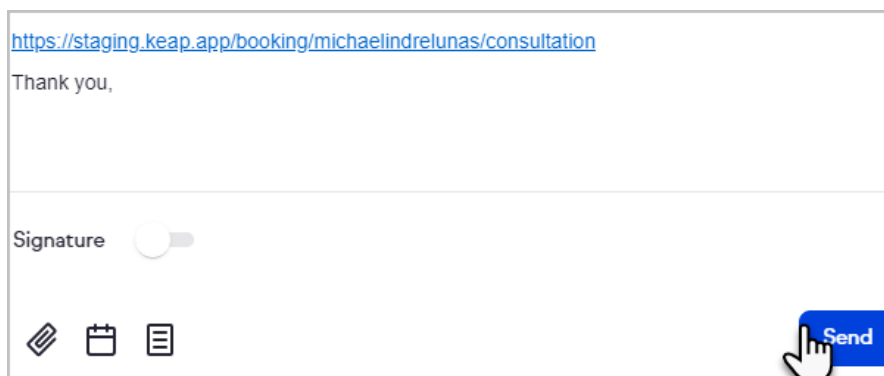 https://staging.keap.app/booking/michaelindrelunas/consultation
Thank you,
Signature
Send